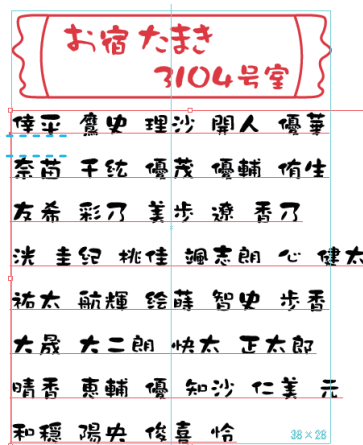 お宿たまき
3104号室
倖平 鷹史 理沙 開人 優華
奈苗 千紘 優茂 優輔 侑生
友希 彩乃 美歩 遼 香乃
洸 圭紀 桃佳 颯志朗 心 健太
祐太 航輝 絵 智史 歩香
大晟 大二朗 快太 正太郎
晴香 恵輔 優 知沙 仁美 元
和穏 陽央 俊喜 怜
38×28